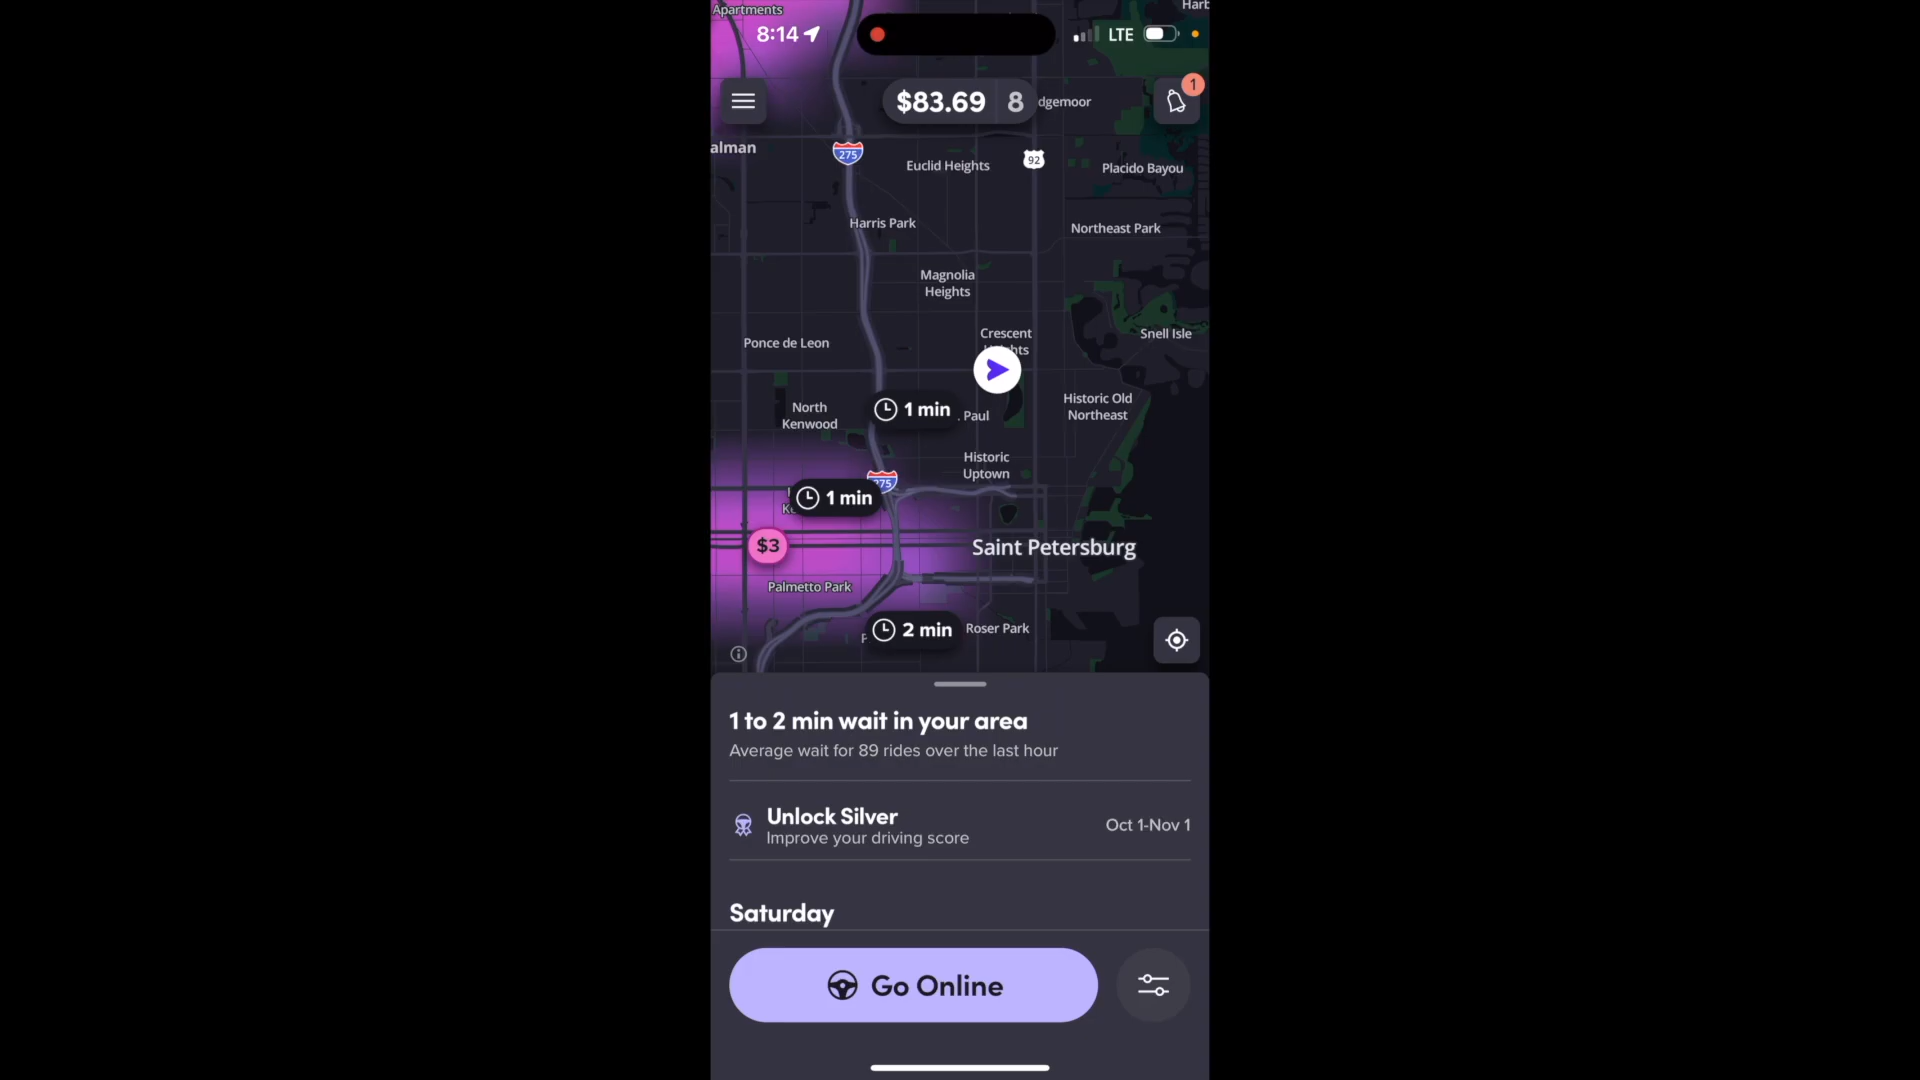 Apartments
Harb
8:14
LTE
$83.69 8
dgemoor
1
alman
275
Euclid Heights
92
Placido Bayou
Harris Park
Northeast Park
Magnolia
Heights
Crescent
Snell Isle
Ponce de Leon
North
Kenwood
1 min
. Paul
Historic Old
Northeast
Historic
Uptown
275
1 min
$3
Saint Petersburg
Palmetto Park
2 min
Roser Park
1 to 2 min wait in your area
Average wait for 89 rides over the last hour
Unlock Silver
Improve your driving score
Oct 1-Nov 1
Saturday
Go Online